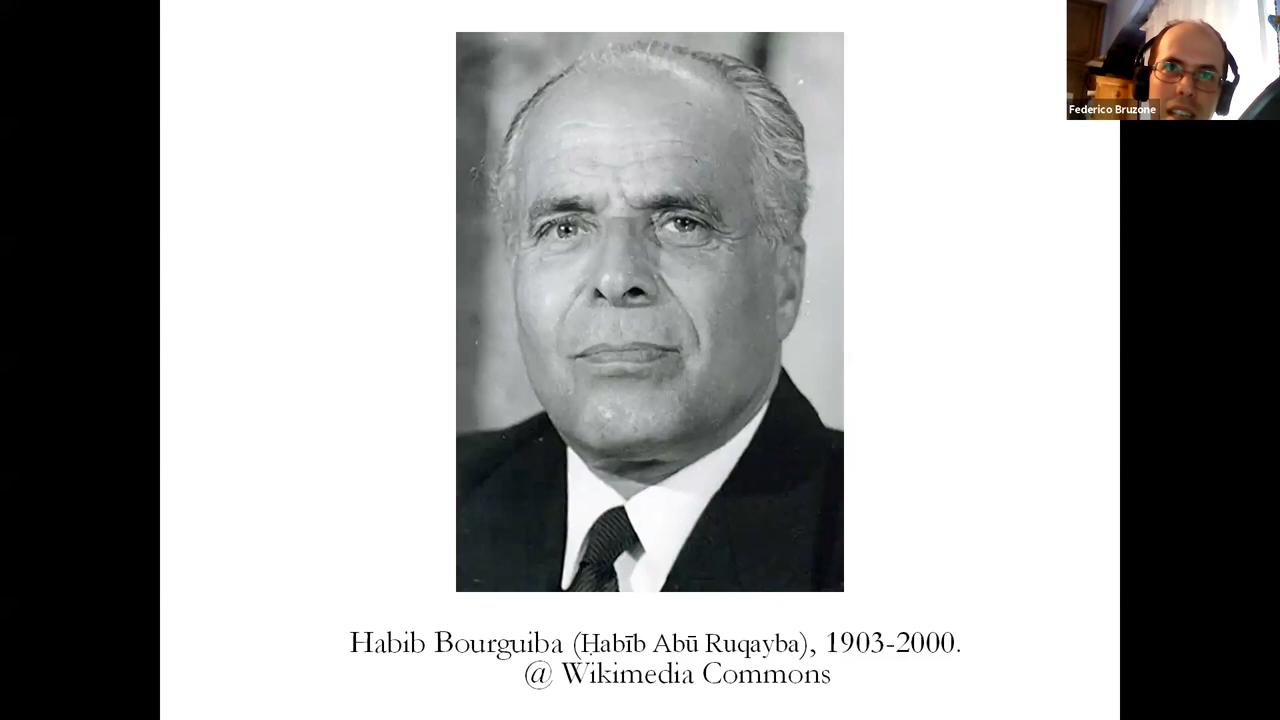 Federico Bruzone
Habib Bourguiba (Ḥabīb Abū Ruqayba), 1903-2000.
@ Wikimedia Commons